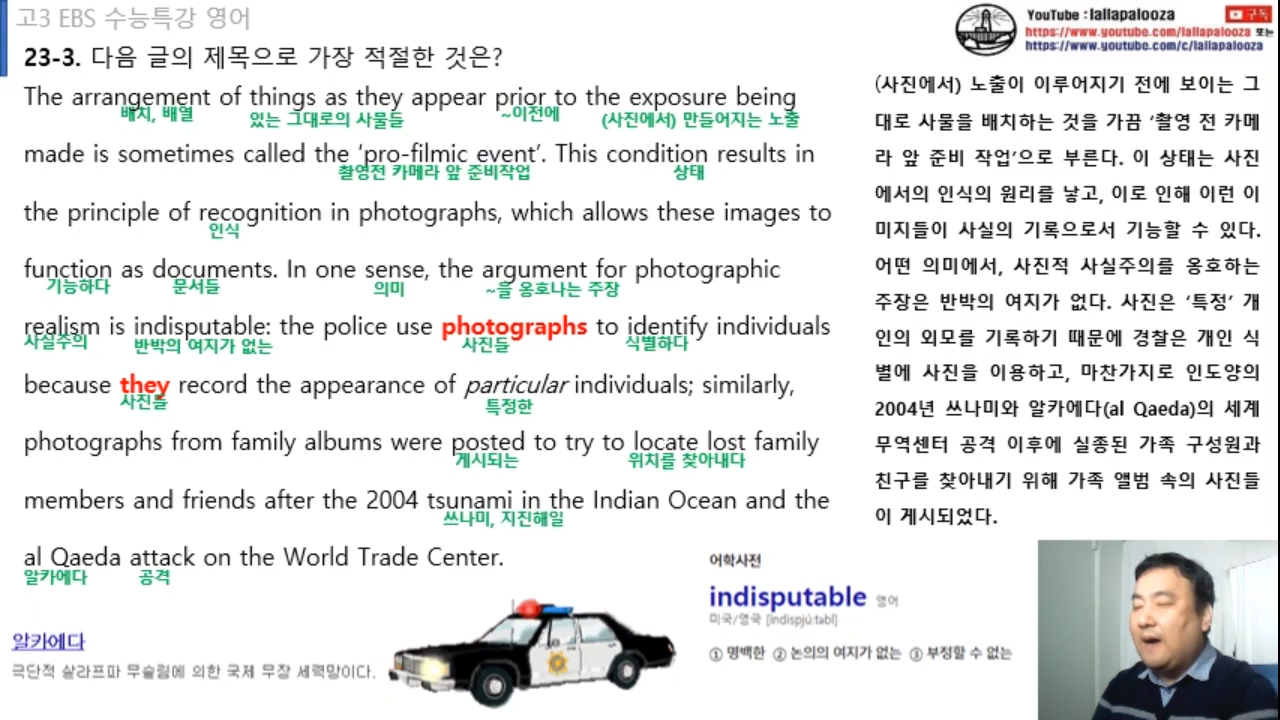 고3 EBS 수능특강 영어
23-3. 다음 글의 제목으로 가장 적절한 것은?
The arrangement of things as they appear prior to the exposure being
배치, 배열 있는 그대로의 사물들 ~이전에 (사진에서) 만들어지는 노출
made is sometimes called the ‘pro-filmic event’. This condition results in
촬영전 카메라 앞 준비작업 상태
the principle of recognition in photographs, which allows these images to
인식
function as documents. In one sense, the argument for photographic
기능하다 문서들 의미 ~을 옹호나는 주장
realism is indisputable: the police use photographs to identify individuals
사실주의 반박의 여지가 없는 사진들 식별하다
because they record the appearance of particular individuals; similarly,
사진들 특정한
photographs from family albums were posted to try to locate lost family
게시되는 위치를 찾아내다
members and friends after the 2004 tsunami in the Indian Ocean and the
쓰나미, 지진해일
al Qaeda attack on the World Trade Center.
알카에다 공격
알카에다
극단적 살라프파 무슬림에 의한 국제 무장 세력망이다.
YouTube : lallapalooza
구독
https://www.youtube.com/lallapalooza 또는
https://www.youtube.com/c/lallapalooza
(사진에서) 노출이 이루어지기 전에 보이는 그
대로 사물을 배치하는 것을 가끔 ‘촬영 전 카메
라 앞 준비 작업’으로 부른다. 이 상태는 사진
에서의 인식의 원리를 낳고, 이로 인해 이런 이
미지들이 사실의 기록으로서 기능할 수 있다.
어떤 의미에서, 사진적 사실주의를 옹호하는
주장은 반박의 여지가 없다. 사진은 ‘특정’ 개
인의 외모를 기록하기 때문에 경찰은 개인 식
별에 사진을 이용하고, 마찬가지로 인도양의
2004년 쓰나미와 알카에다(al Qaeda)의 세계
무역센터 공격 이후에 실종된 가족 구성원과
친구를 찾아내기 위해 가족 앨범 속의 사진들
이 게시되었다.
어학사전
indisputable 영어
미국/영국 [ìndispjúːtəbl]
① 명백한 ② 논의의 여지가 없는 ③ 부정할 수 없는